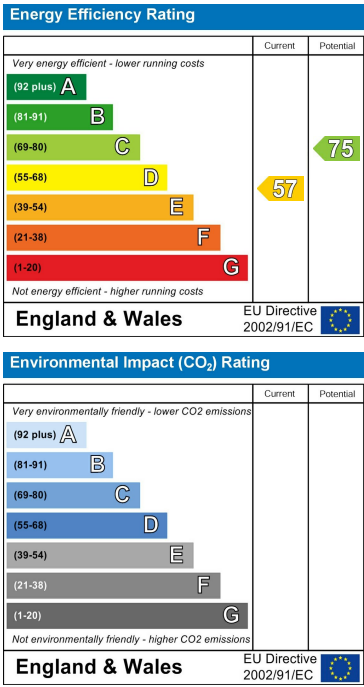 Energy Efficiency Rating
Current Potential
Very energy efficient - lower running costs
(92 plus) A
(81-91) B
(69-80) C
75
(55-68) D
57
(39-54) E
(21-38) F
(1-20) G
Not energy efficient - higher running costs
England & Wales
EU Directive
2002/91/EC
Environmental Impact (CO₂) Rating
Current Potential
Very environmentally friendly - lower CO2 emissions
(92 plus) A
(81-91) B
(69-80) C
(55-68) D
(39-54) E
(21-38) F
(1-20) G
Not environmentally friendly - higher CO2 emissions
England & Wales
EU Directive
2002/91/EC